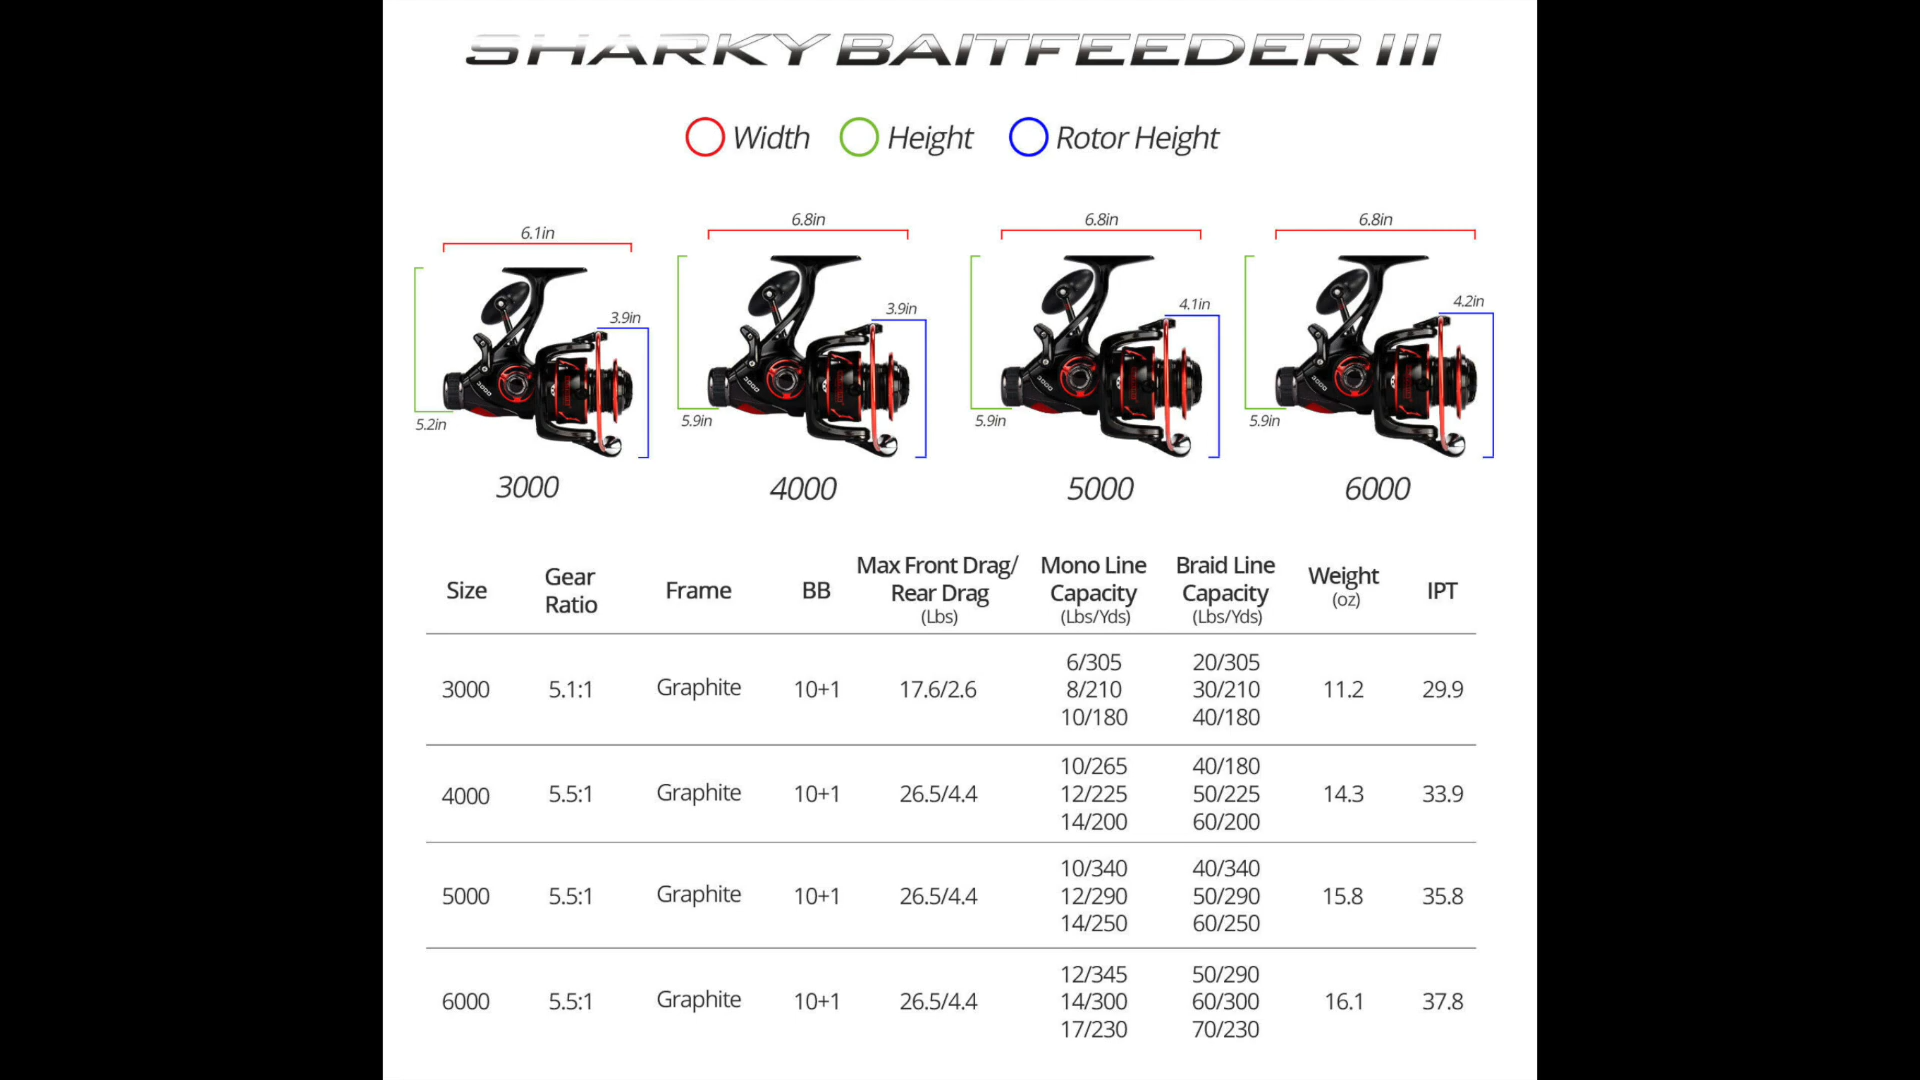 SHARKY BAITFEEDER III
Width Height Rotor Height
6.1in 6.8in 6.8in 6.8in
3.9in 3.9in 4.1in 4.2in
5.2in 5.9in 5.9in 5.9in
3000 4000 5000 6000
Size Gear Ratio Frame BB Max Front Drag/ Rear Drag (Lbs) Mono Line Capacity (Lbs/Yds) Braid Line Capacity (Lbs/Yds) Weight (oz) IPT
6/305 20/305
3000 5.1:1 Graphite 10+1 17.6/2.6 8/210 30/210 11.2 29.9
10/180 40/180
10/265 40/180
4000 5.5:1 Graphite 10+1 26.5/4.4 12/225 50/225 14.3 33.9
14/200 60/200
10/340 40/340
5000 5.5:1 Graphite 10+1 26.5/4.4 12/290 50/290 15.8 35.8
14/250 60/250
12/345 50/290
6000 5.5:1 Graphite 10+1 26.5/4.4 14/300 60/300 16.1 37.8
17/230 70/230